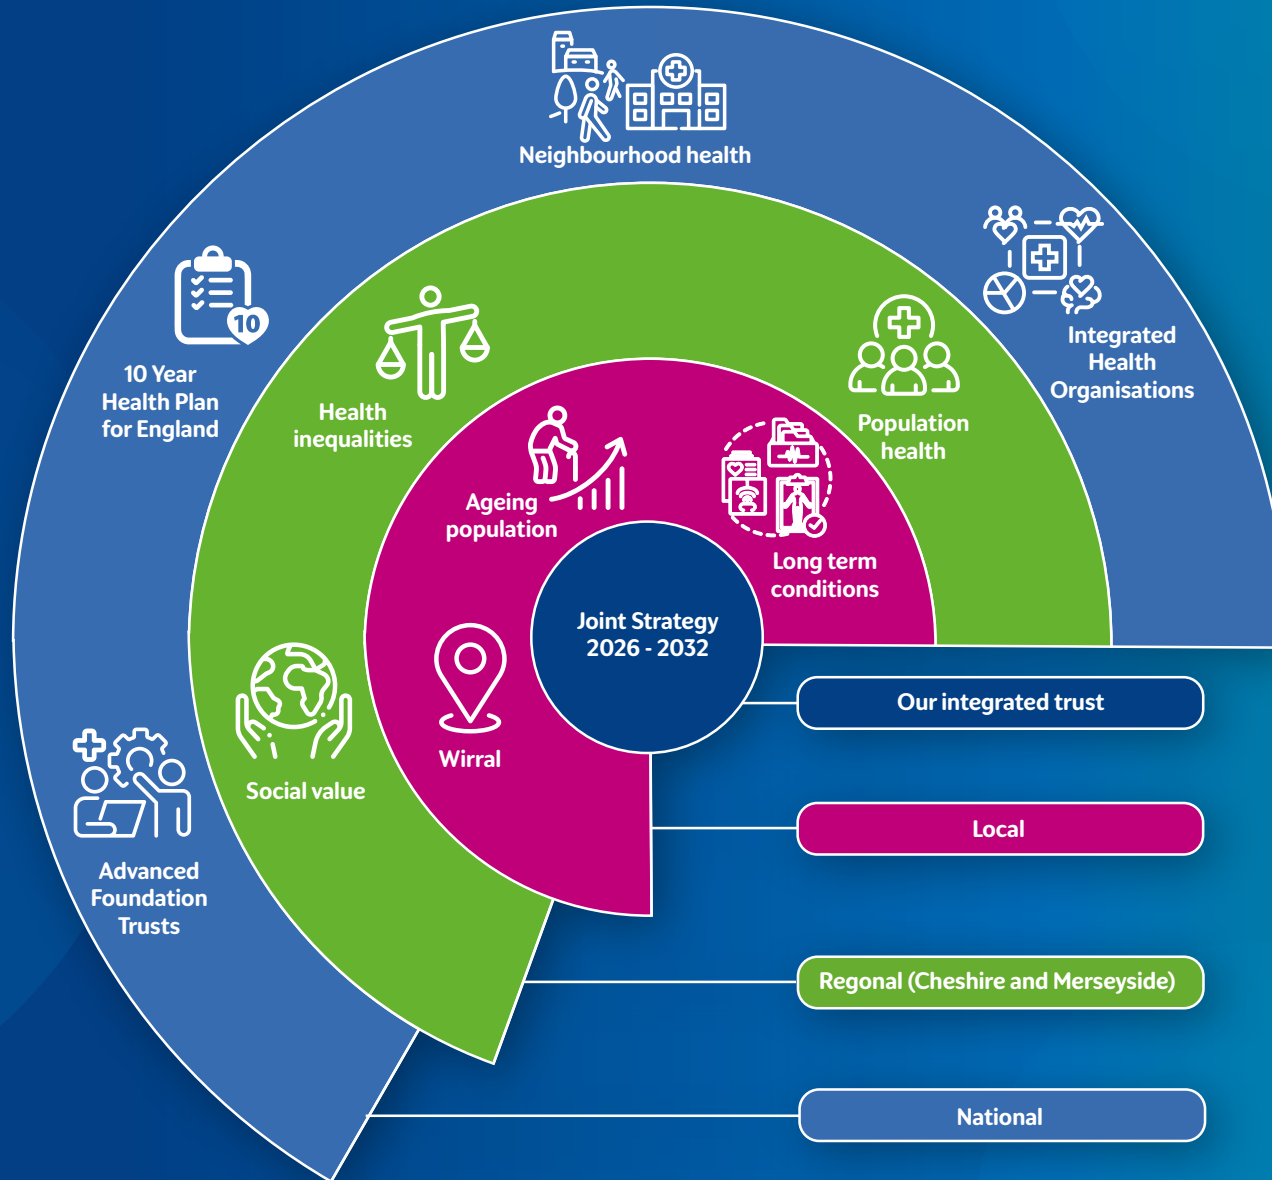 Neighbourhood health
10
10 Year
Health Plan
for England
Integrated
Health
Organisations
Advanced
Foundation
Trusts
Health
inequalities
Population
health
Social value
Ageing
population
Long term
conditions
Wirral
Joint Strategy
2026 - 2032
Our integrated trust
Local
Regonal (Cheshire and Merseyside)
National